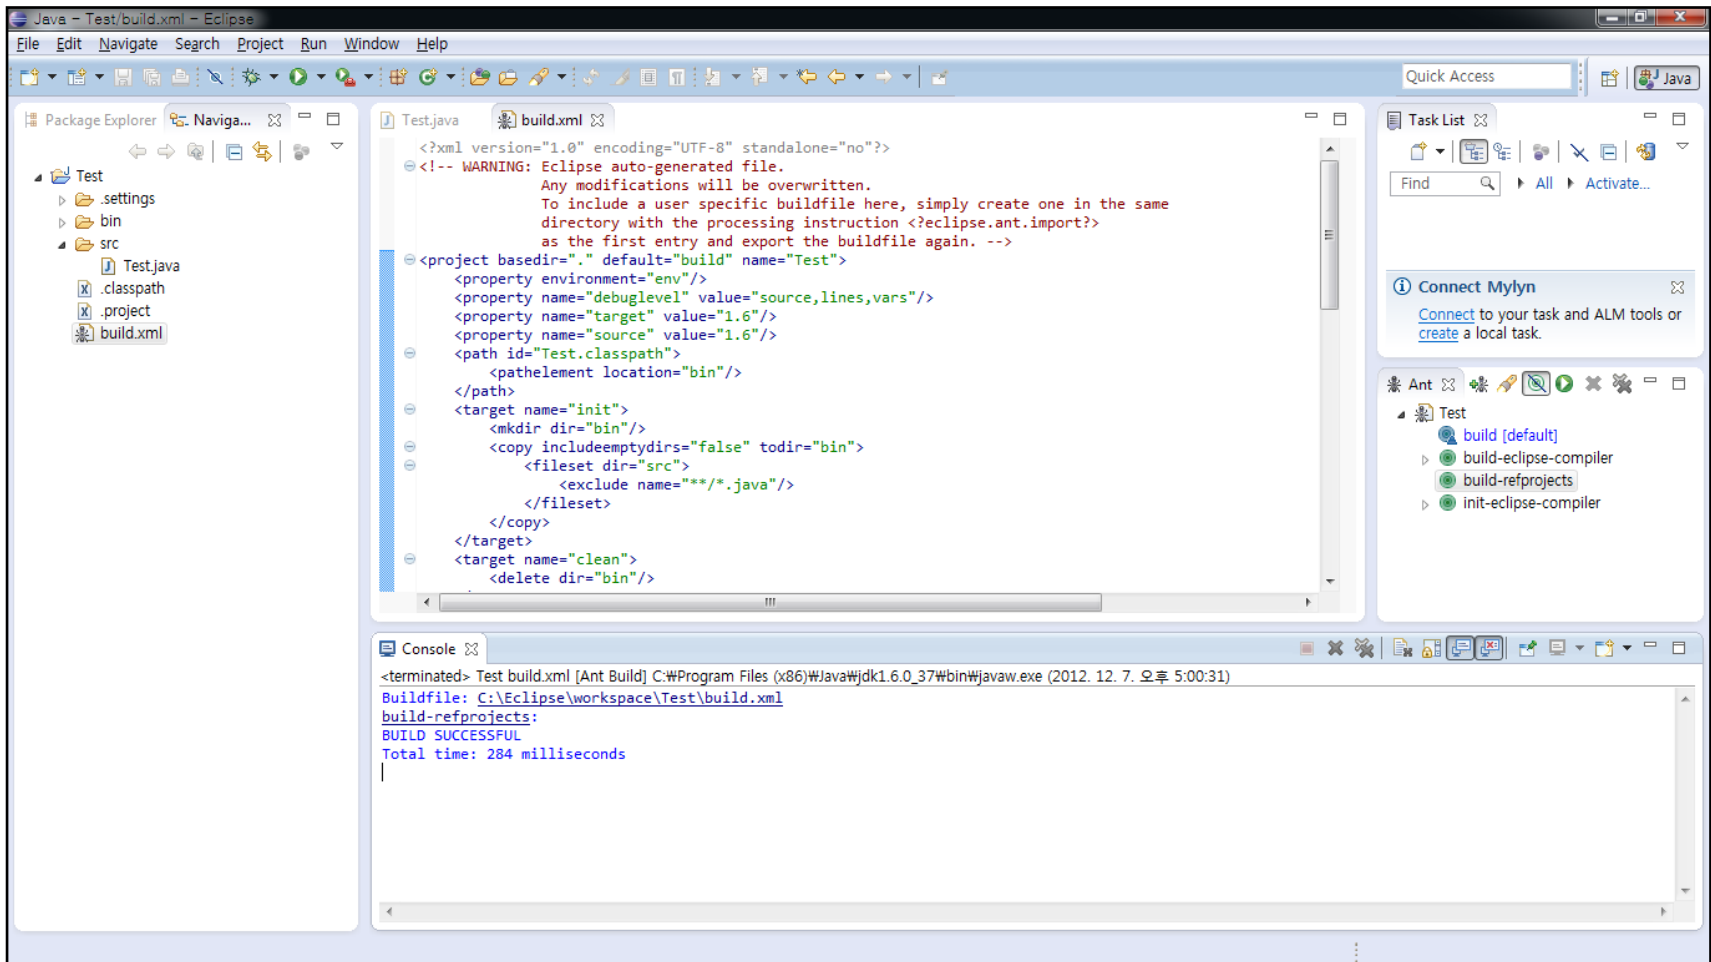 Java - Test/build.xml - Eclipse
File Edit Navigate Search Project Run Window Help
Quick Access
Java
Package Explorer
Naviga...
Test
.settings
bin
src
Test.java
.classpath
.project
build.xml
Test.java
build.xml
<?xml version="1.0" encoding="UTF-8" standalone="no"?>
<!-- WARNING: Eclipse auto-generated file.
Any modifications will be overwritten.
To include a user specific buildfile here, simply create one in the same
directory with the processing instruction <?eclipse.ant.import?>
as the first entry and export the buildfile again. -->
<project basedir="." default="build" name="Test">
<property environment="env"/>
<property name="debuglevel" value="source,lines,vars"/>
<property name="target" value="1.6"/>
<property name="source" value="1.6"/>
<path id="Test.classpath">
<pathelement location="bin"/>
</path>
<target name="init">
<mkdir dir="bin"/>
<copy includeemptydirs="false" todir="bin">
<fileset dir="src">
<exclude name="**/*.java"/>
</fileset>
</copy>
</target>
<target name="clean">
<delete dir="bin"/>
Task List
Find
All
Activate...
Connect Mylyn
Connect to your task and ALM tools or
create a local task.
Ant
Test
build [default]
build-eclipse-compiler
build-refprojects
init-eclipse-compiler
Console
<terminated> Test build.xml [Ant Build] C:₩Program Files (x86)₩Java₩jdk1.6.0_37₩bin₩javaw.exe (2012. 12. 7. 오후 5:00:31)
Buildfile: C:\Eclipse\workspace\Test\build.xml
build-refprojects:
BUILD SUCCESSFUL
Total time: 284 milliseconds